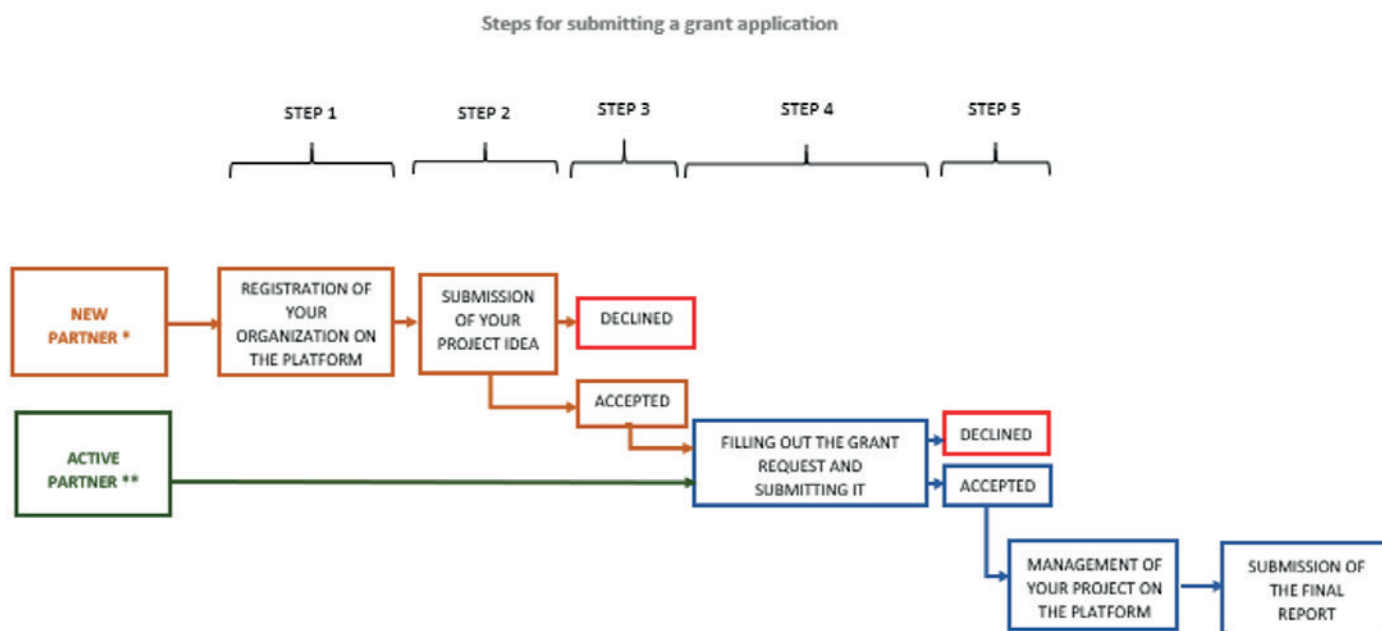 Steps for submitting a grant application
STEP 1
STEP 2
STEP 3
STEP 4
STEP 5
NEW
PARTNER *
REGISTRATION OF
YOUR
ORGANIZATION ON
THE PLATFORM
SUBMISSION
OF YOUR
PROJECT IDEA
DECLINED
ACCEPTED
ACTIVE
PARTNER **
FILLING OUT THE GRANT
REQUEST AND
SUBMITTING IT
DECLINED
ACCEPTED
MANAGEMENT OF
YOUR PROJECT ON
THE PLATFORM
SUBMISSION OF
THE FINAL
REPORT